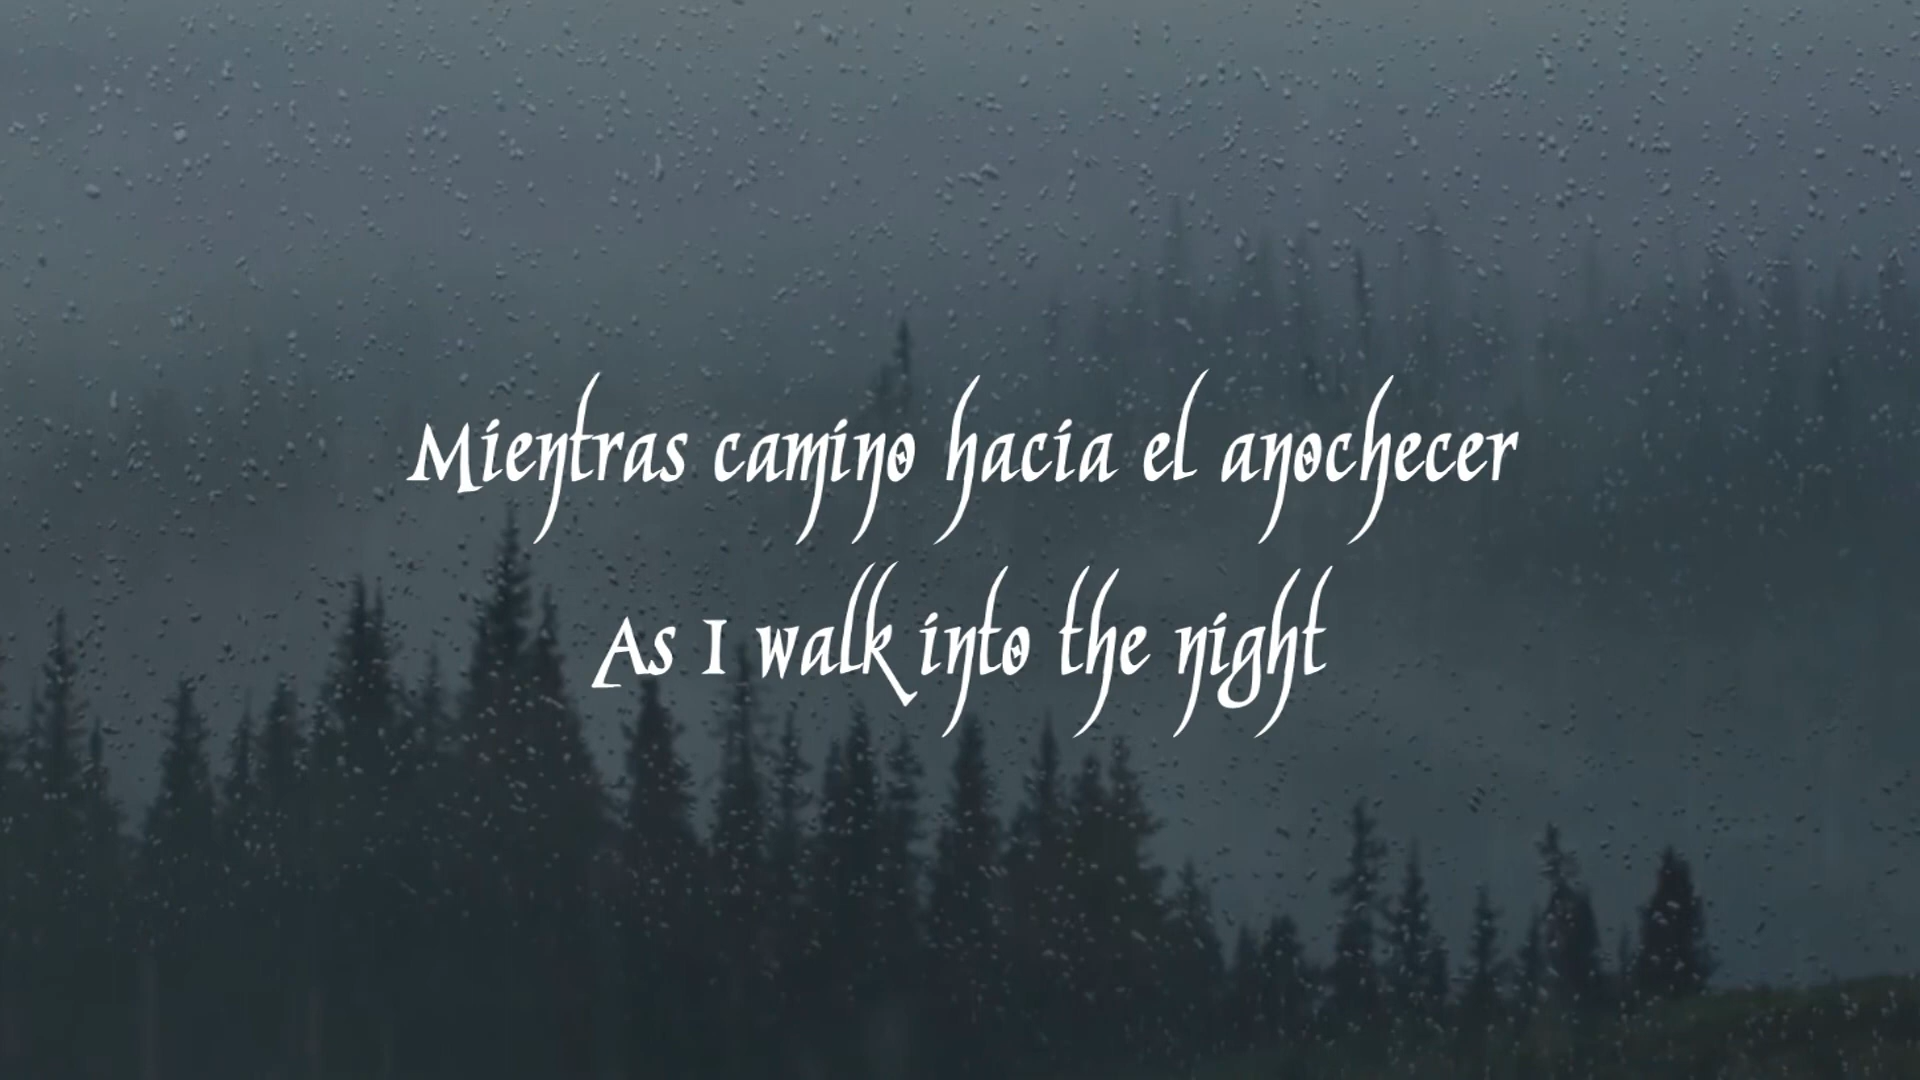 Mientras camino hacia el anochecer
As I walk into the night